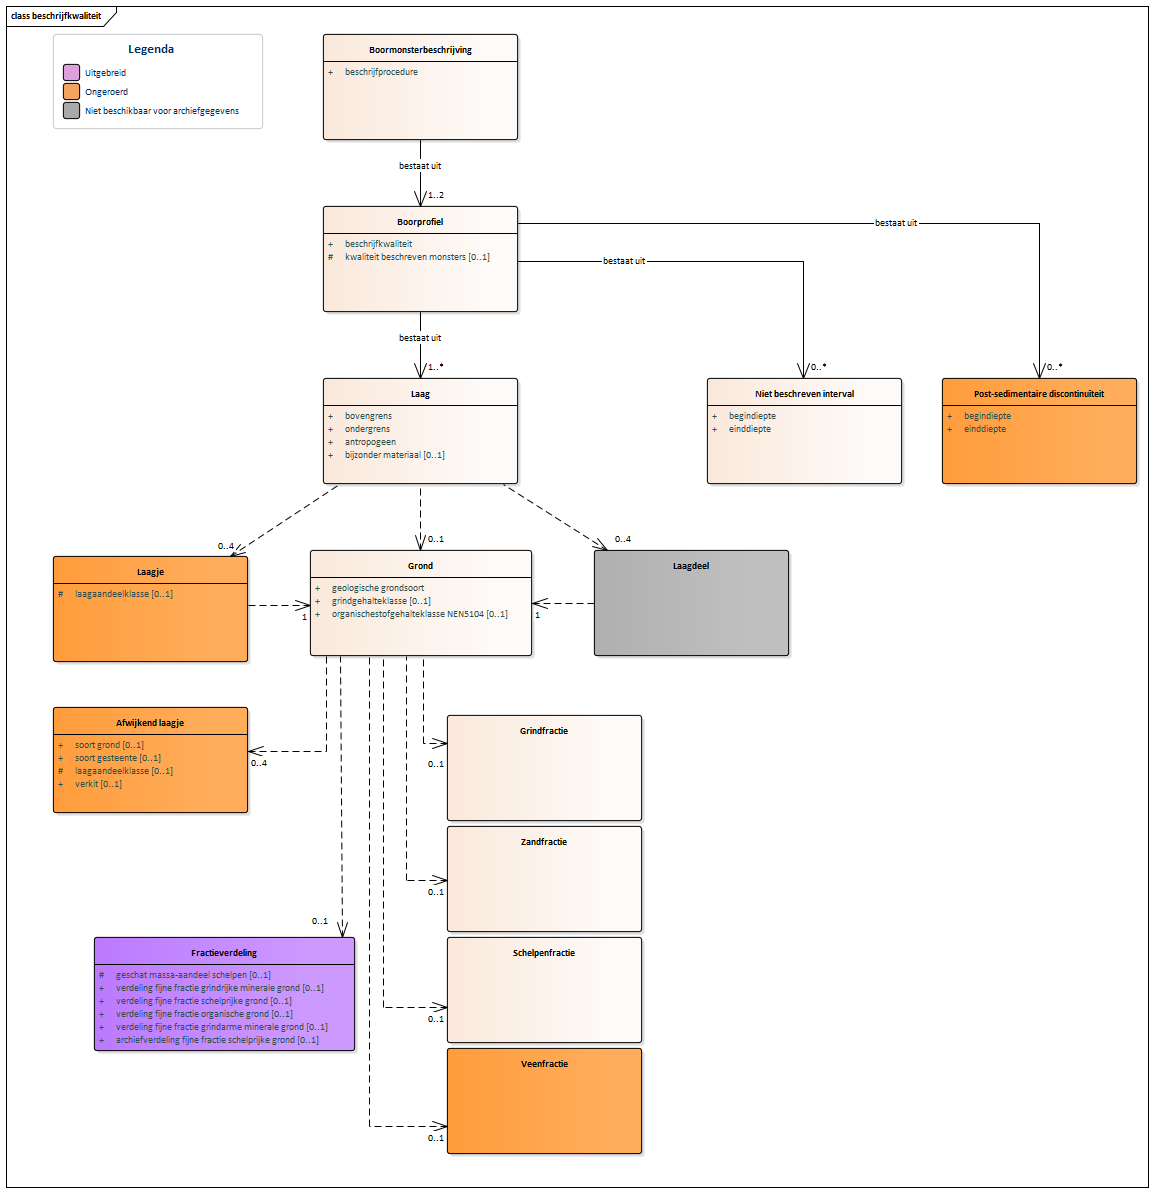 class beschrijfkwaliteit
Legenda
Uitgebreid
Ongeroerd
Niet beschikbaar voor archiefgegevens
Boormonsterbeschrijving
+ beschrijfprocedure
bestaat uit
1..2
Boorprofiel
+ beschrijfkwaliteit
# kwaliteit beschreven monsters [0..1]
bestaat uit
bestaat uit
bestaat uit
1..*
0..*
0..*
Laag
+ bovengrens
+ ondergrens
+ antropogeen
+ bijzonder materiaal [0..1]
Niet beschreven interval
+ begindiepte
+ einddiepte
Post-sedimentaire discontinuïteit
+ begindiepte
+ einddiepte
0..4
0..1
0..4
Laagje
# laagaandeelklasse [0..1]
1
Grond
+ geologische grondsoort
+ grindgehalteklasse [0..1]
+ organischestofgehalteklasse NEN5104 [0..1]
1
Laagdeel
Afwijkend laagje
+ soort grond [0..1]
+ soort gesteente [0..1]
# laagaandeelklasse [0..1]
+ verkit [0..1]
0..4
Grindfractie
0..1
Zandfractie
0..1
0..1
Fractieverdeling
# geschat massa-aandeel schelpen [0..1]
+ verdeling fijne fractie grindrijke minerale grond [0..1]
+ verdeling fijne fractie schelprijke grond [0..1]
+ verdeling fijne fractie organische grond [0..1]
+ verdeling fijne fractie grindarme minerale grond [0..1]
+ archiefverdeling fijne fractie schelprijke grond [0..1]
Schelpenfractie
0..1
Veenfractie
0..1